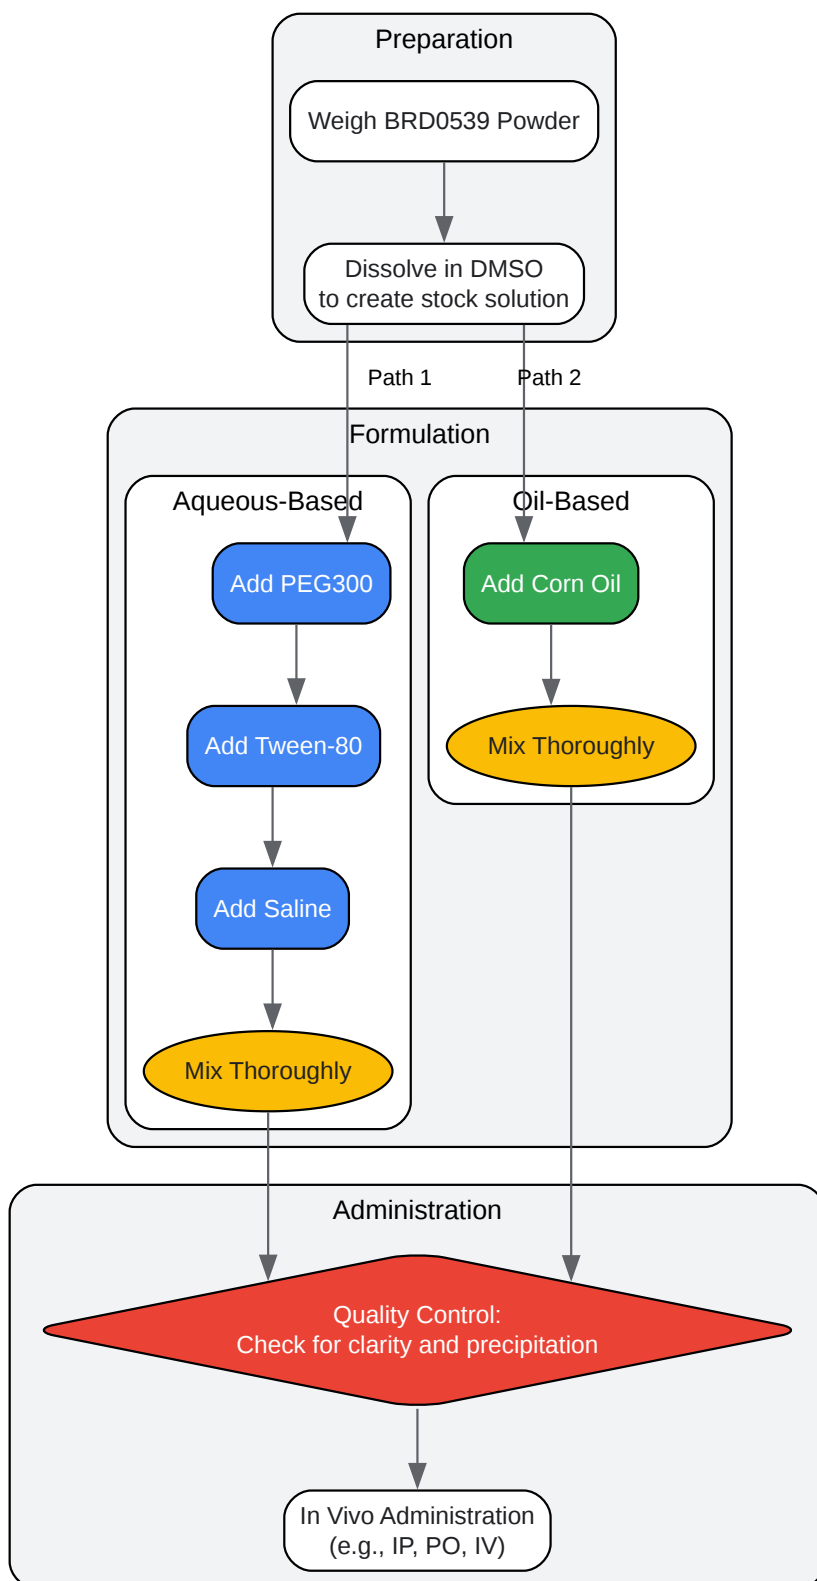 Preparation
Weigh BRD0539 Powder
Dissolve in DMSO
to create stock solution
Path 1
Path 2
Formulation
Aqueous-Based
Oil-Based
Add PEG300
Add Corn Oil
Add Tween-80
Mix Thoroughly
Add Saline
Mix Thoroughly
Administration
Quality Control:
Check for clarity and precipitation
In Vivo Administration
(e.g., IP, PO, IV)